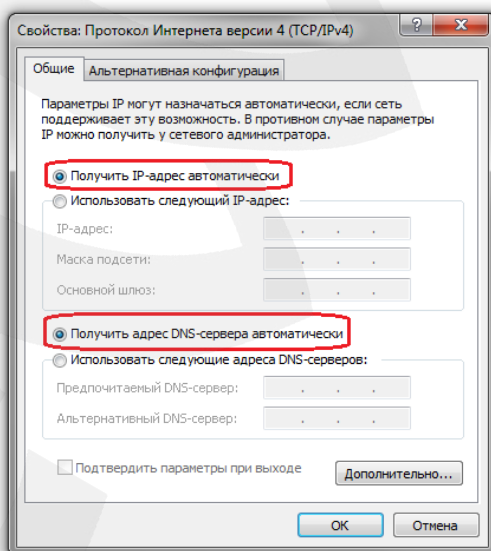 Свойства: Протокол Интернета версии 4 (TCP/IPv4)
Общие
Альтернативная конфигурация
Параметры IP могут назначаться автоматически, если сеть
поддерживает эту возможность. В противном случае параметры
IP можно получить у сетевого администратора.
Получить IP-адрес автоматически
Использовать следующий IP-адрес:
IP-адрес:
Маска подсети:
Основной шлюз:
Получить адрес DNS-сервера автоматически
Использовать следующие адреса DNS-серверов:
Предпочитаемый DNS-сервер:
Альтернативный DNS-сервер:
Подтвердить параметры при выходе
Дополнительно...
OK
Отмена